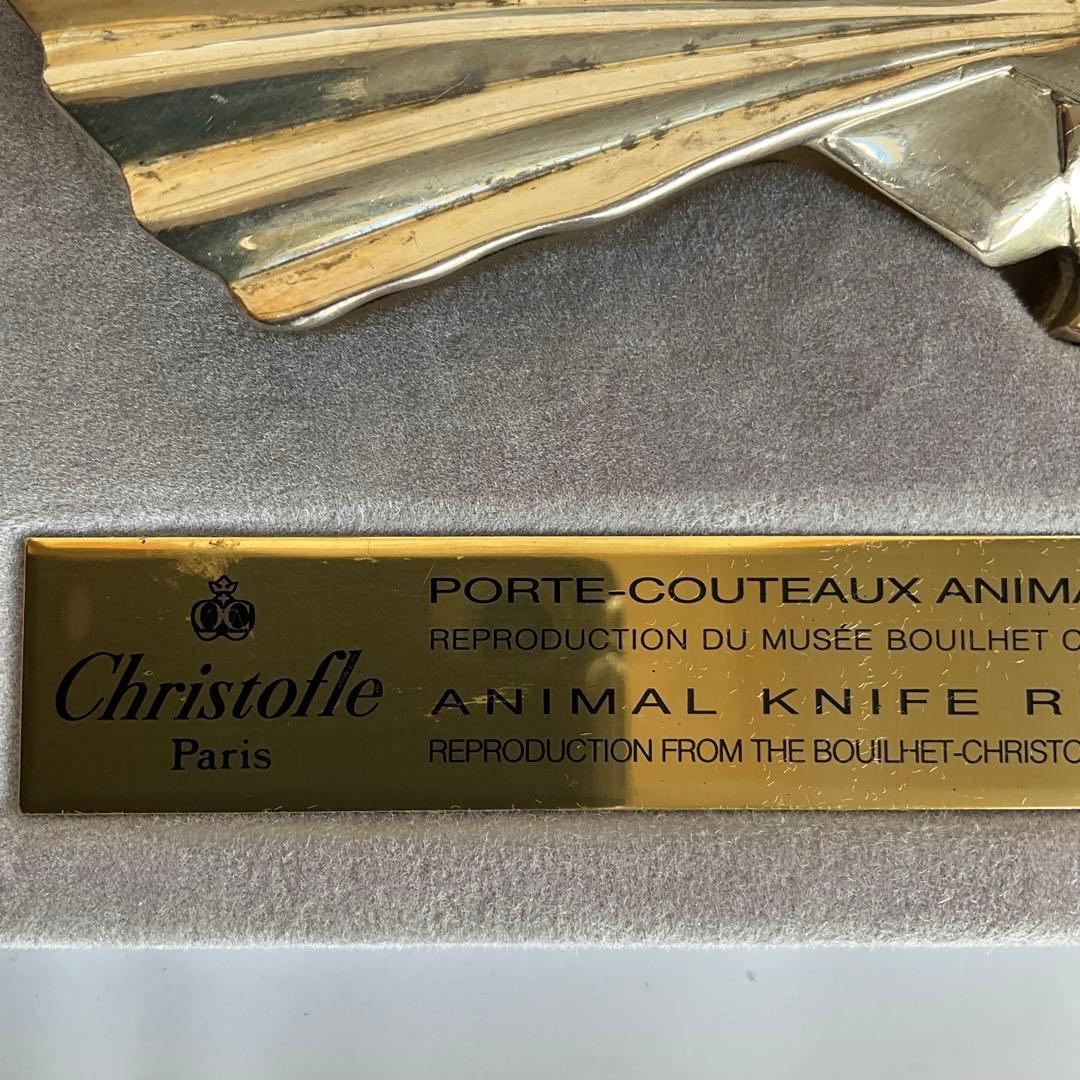 Christofle
Paris
PORTE-COUTEAUX ANIMA
REPRODUCTION DU MUSÉE BOUILHET C
ANIMAL KNIFE R
REPRODUCTION FROM THE BOUILHET-CHRISTO